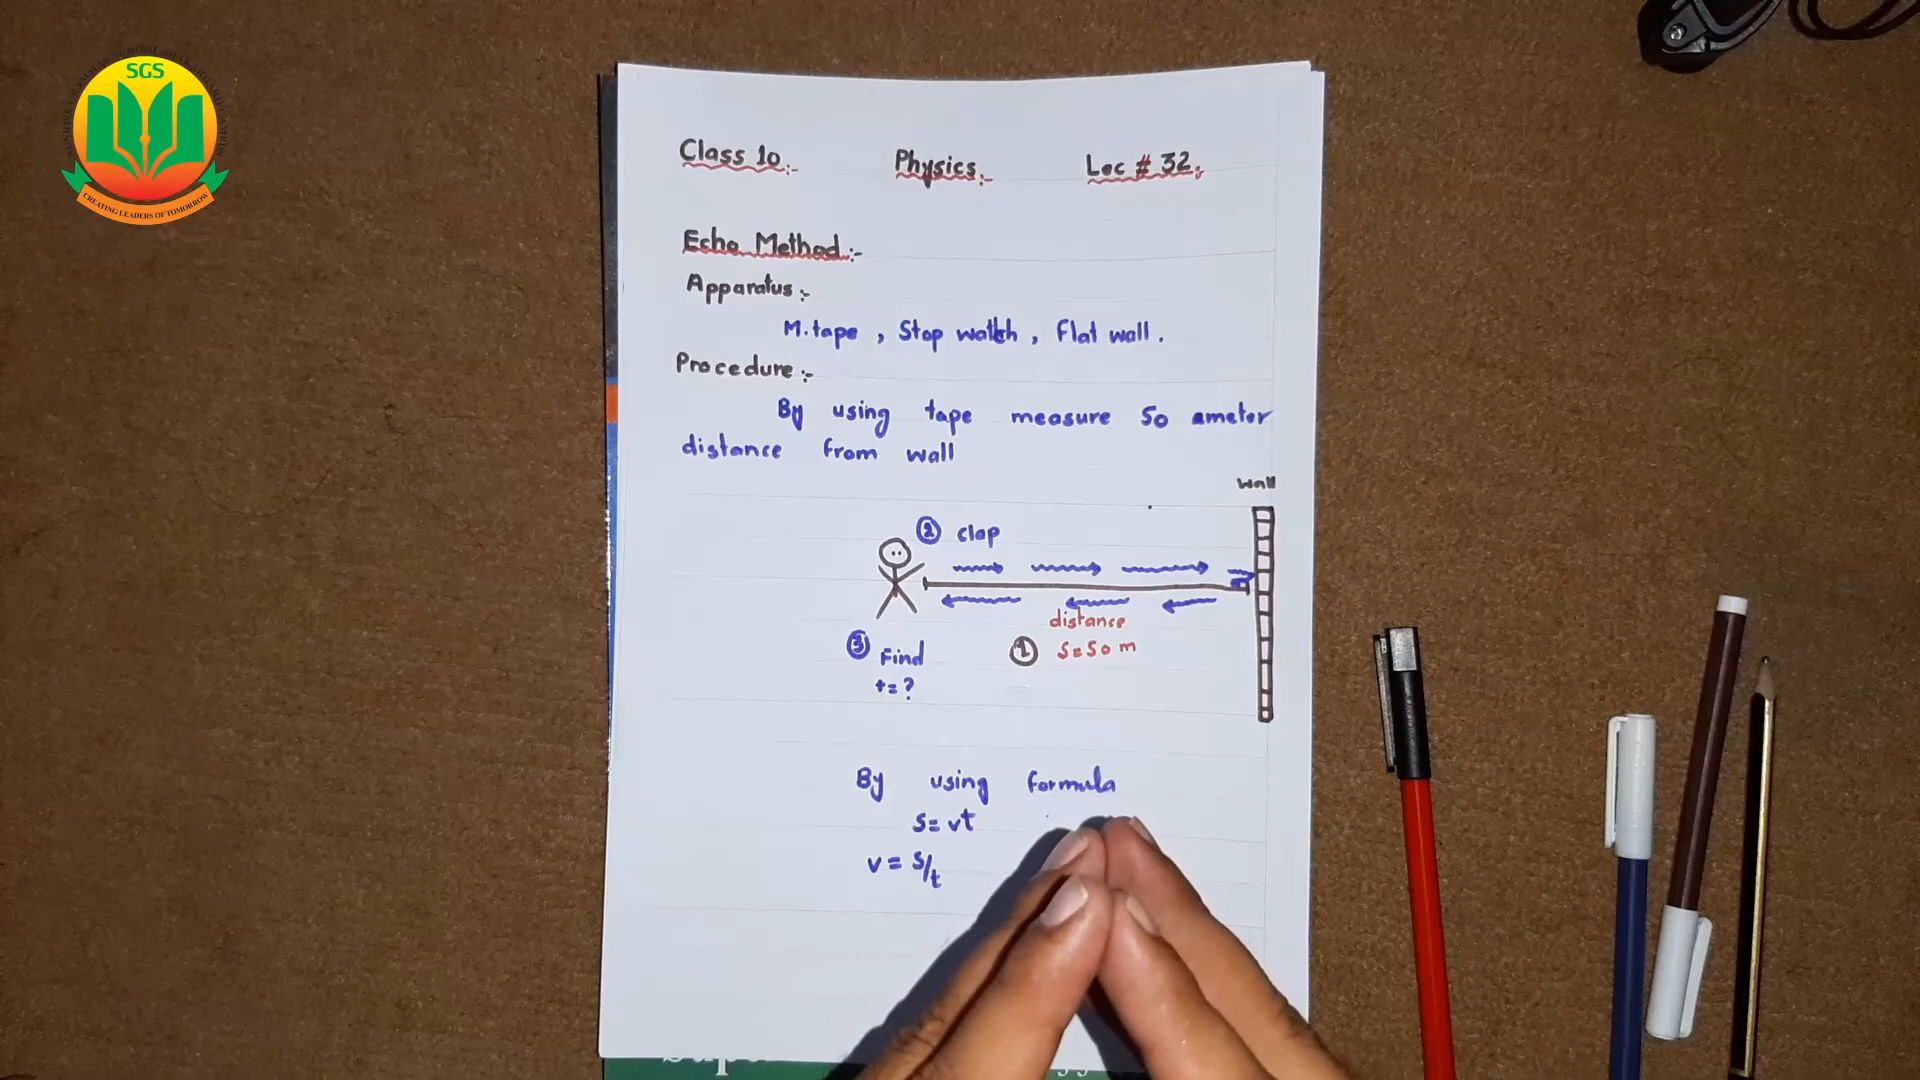 SGS
CREATING LEADERS OF TOMORROW
Class 10:- Physics:- Lec # 32:
Echo Method:-
Apparatus:-
M.tape , Stop watch , Flat wall .
Procedure:-
By using tape measure 50 ameter
distance from wall
Wall
② Clap
distance
① S=50 m
③ Find
t=?
By using formula
S= vt
v= S/t